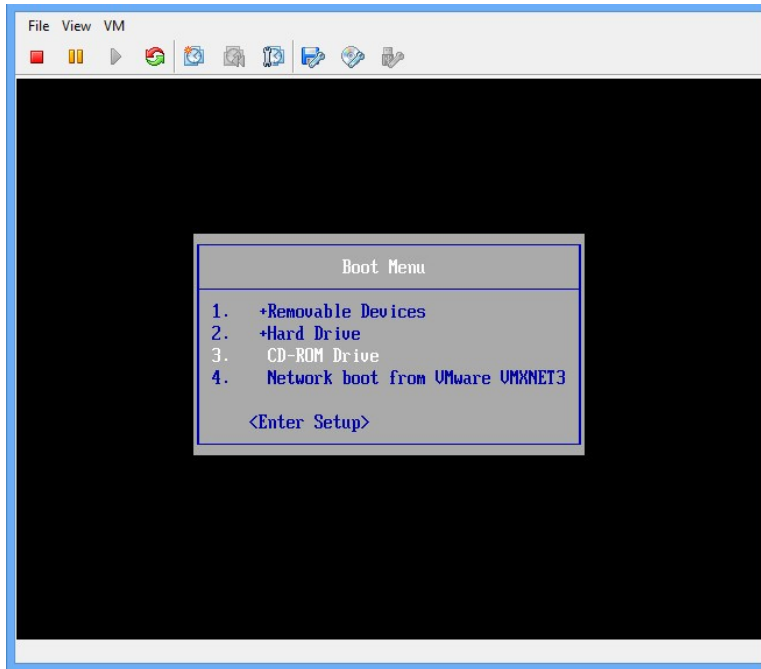 File View VM
Boot Menu
1. +Removable Devices
2. +Hard Drive
3. CD-ROM Drive
4. Network boot from VMware VMXNET3
<Enter Setup>